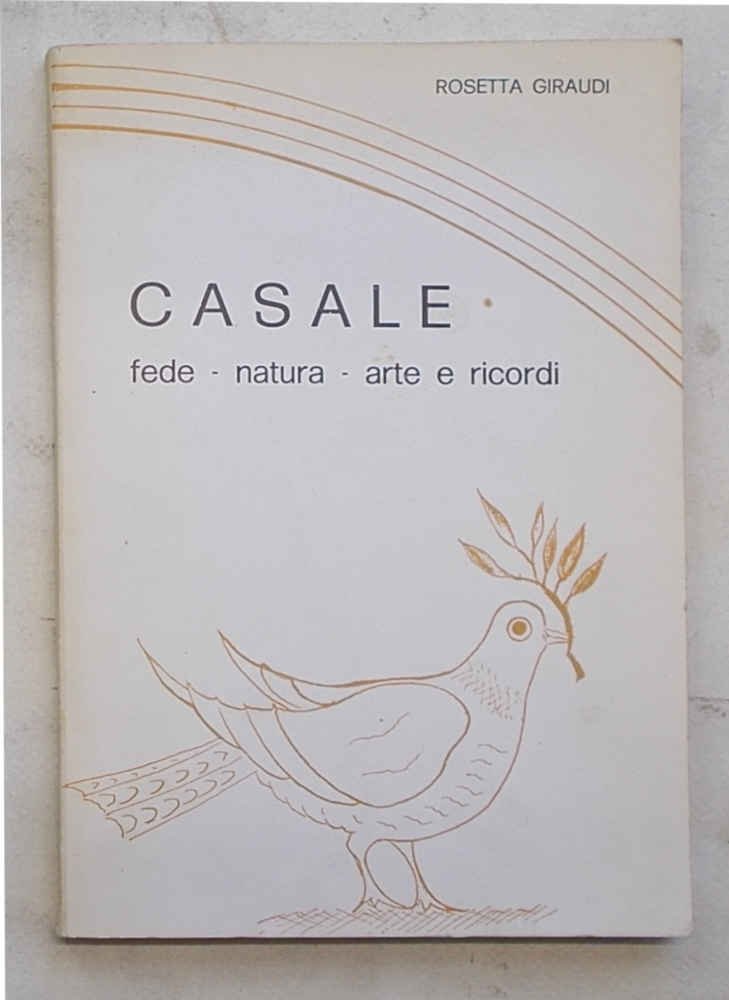 ROSETTA GIRAUDI
CASALE
fede - natura - arte e ricordi